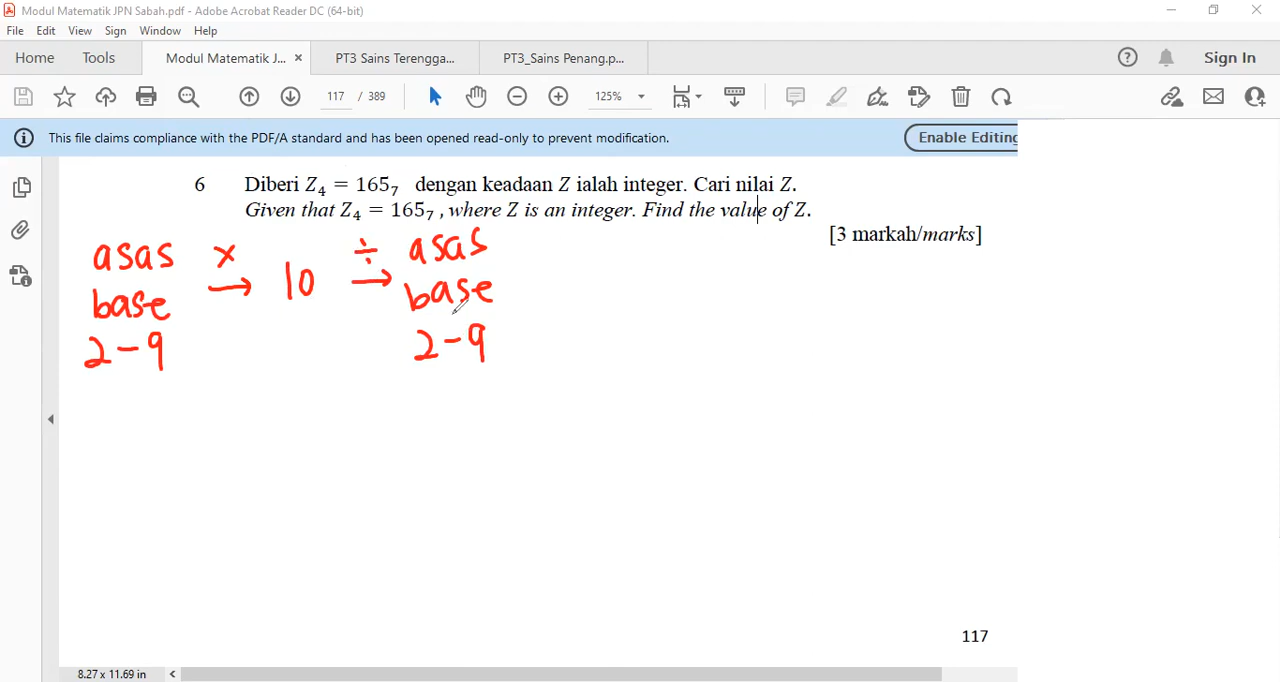 Modul Matematik JPN Sabah.pdf - Adobe Acrobat Reader DC (64-bit)
File Edit View Sign Window Help
Home Tools Modul Matematik J... × PT3 Sains Terengga... PT3_Sains Penang.p... Sign In
117 / 389 125%
This file claims compliance with the PDF/A standard and has been opened read-only to prevent modification. Enable Editing
6 Diberi Z₄ = 165₇ dengan keadaan Z ialah integer. Cari nilai Z.
Given that Z₄ = 165₇ , where Z is an integer. Find the value of Z.
[3 markah/marks]
asas × ÷ asas
base → 10 → base
2-9 2-9
117
8.27 x 11.69 in